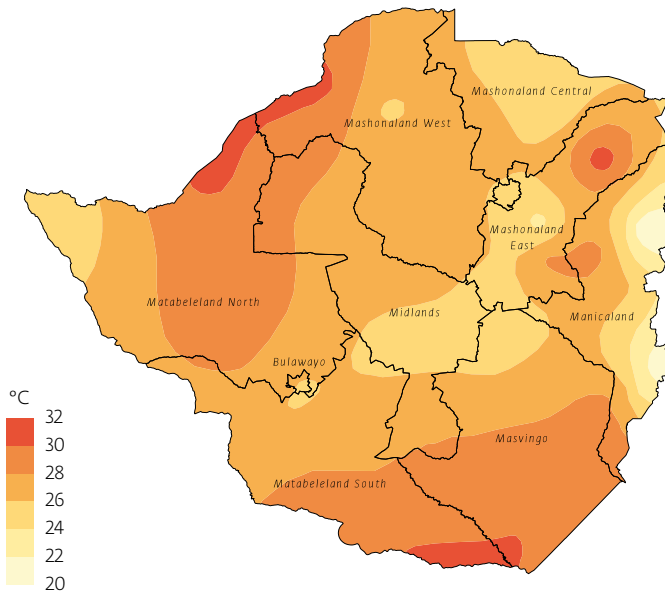 Mashonaland Central
Mashonaland West
Mashonaland
East
Matabeleland North
Midlands
Manicaland
Bulawayo
°C
32
30
28
26
24
22
20
Masvingo
Matabeleland South